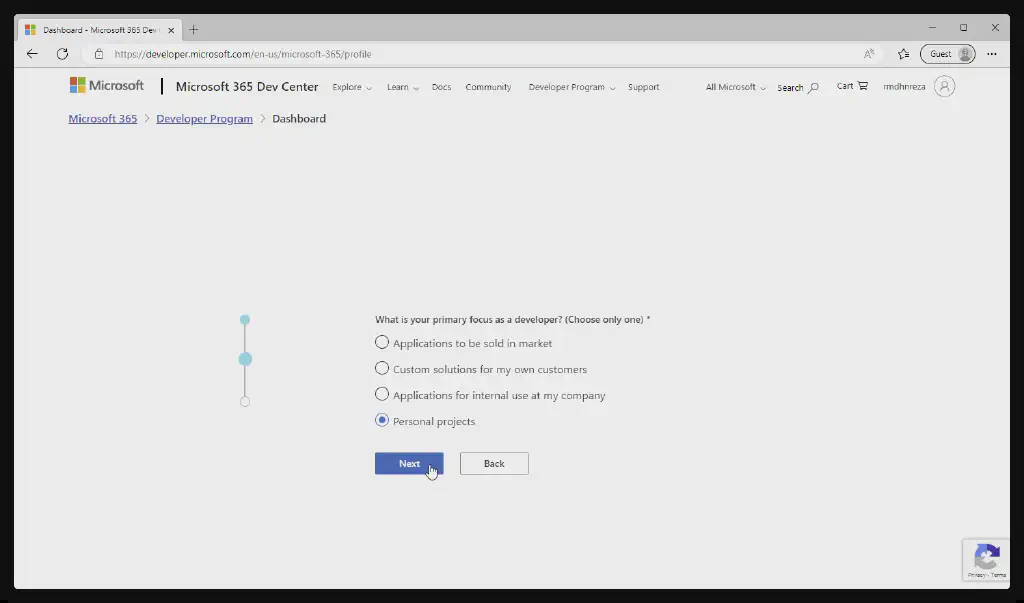 Dashboard - Microsoft 365 Dev
https://developer.microsoft.com/en-us/microsoft-365/profile
Guest
Microsoft
Microsoft 365 Dev Center
Explore Learn Docs Community Developer Program Support
All Microsoft Search Cart rmdhnreza
Microsoft 365 > Developer Program > Dashboard
What is your primary focus as a developer? (Choose only one) *
Applications to be sold in market
Custom solutions for my own customers
Applications for internal use at my company
Personal projects
Next Back
Privacy - Terms